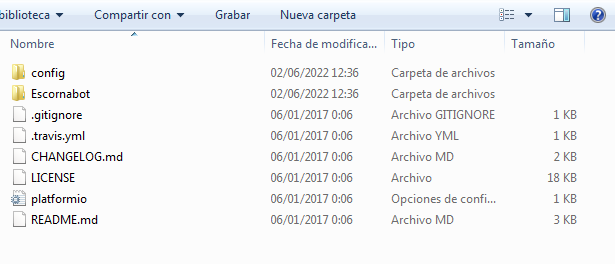 biblioteca Compartir con Grabar Nueva carpeta
Nombre Fecha de modifica... Tipo Tamaño
config 02/06/2022 12:36 Carpeta de archivos
Escornabot 02/06/2022 12:36 Carpeta de archivos
.gitignore 06/01/2017 0:06 Archivo GITIGNORE 1 KB
.travis.yml 06/01/2017 0:06 Archivo YML 1 KB
CHANGELOG.md 06/01/2017 0:06 Archivo MD 2 KB
LICENSE 06/01/2017 0:06 Archivo 18 KB
platformio 06/01/2017 0:06 Opciones de confi... 1 KB
README.md 06/01/2017 0:06 Archivo MD 3 KB